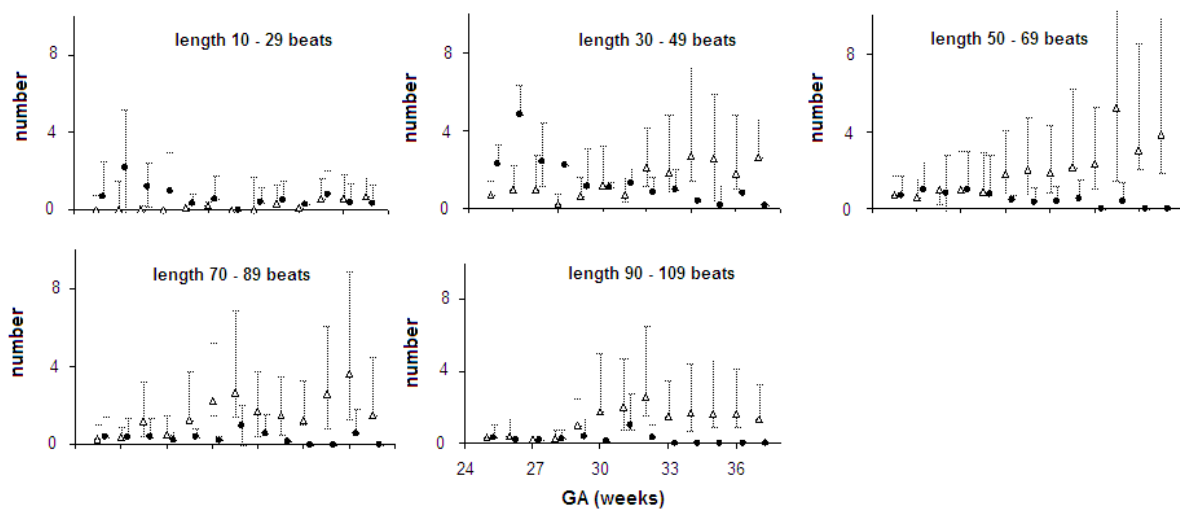 length 10 - 29 beats
number
8
4
0
length 30 - 49 beats
number
8
4
0
length 50 - 69 beats
number
8
4
0
length 70 - 89 beats
number
8
4
0
length 90 - 109 beats
number
8
4
0
24 27 30 33 36
GA (weeks)